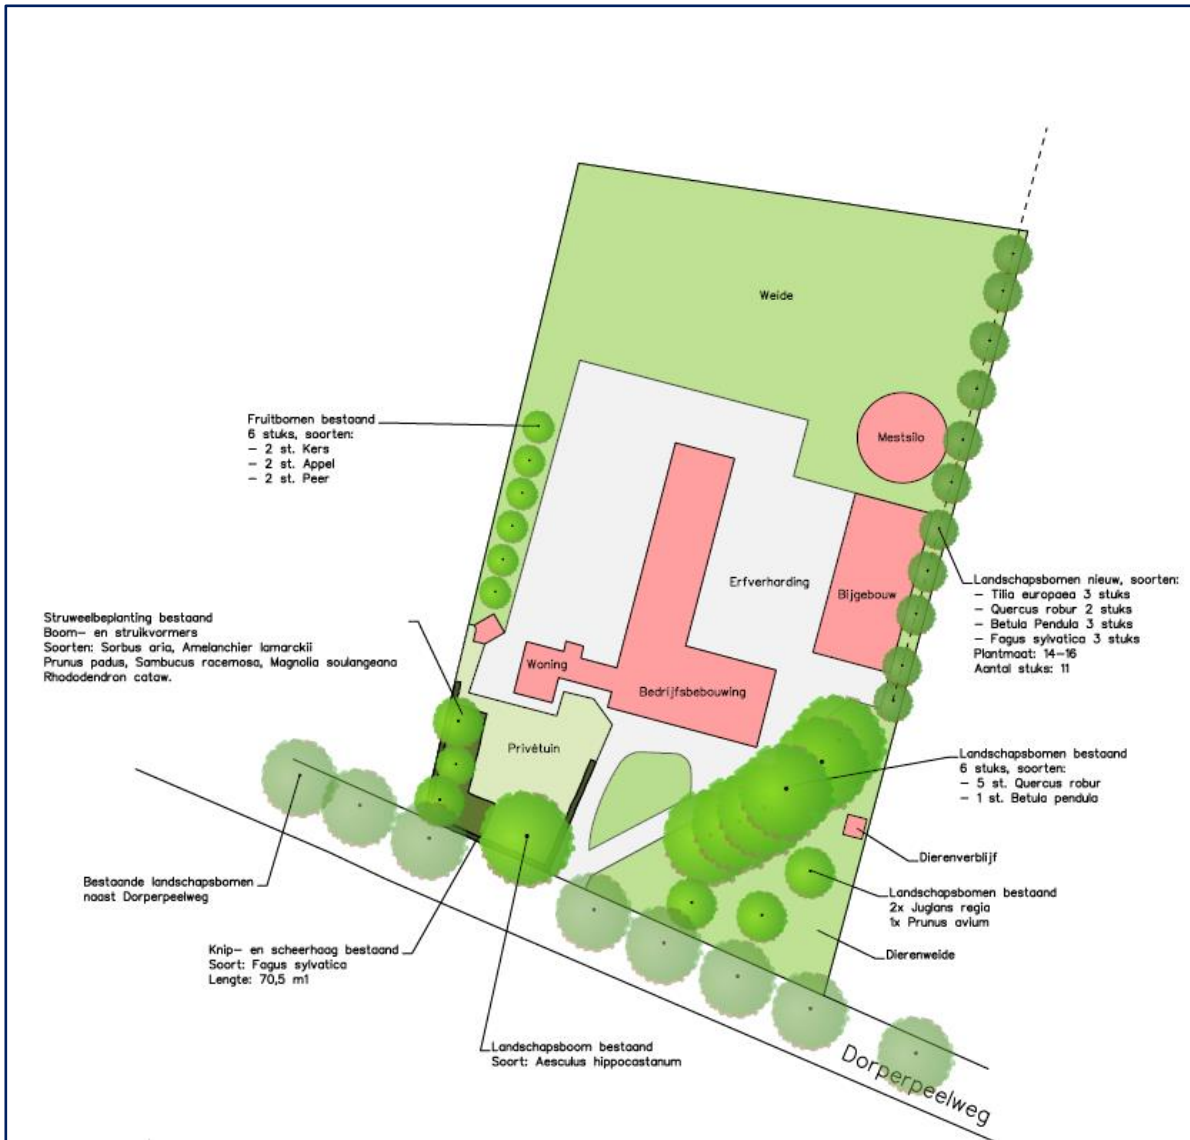 Weide
Fruitbomen bestaand
6 stuks, soorten:
– 2 st. Kers
– 2 st. Appel
– 2 st. Peer
Mestsilo
Erfverharding
Bijgebouw
Landschapsbomen nieuw, soorten:
– Tilia europaea 3 stuks
– Quercus robur 2 stuks
– Betula Pendula 3 stuks
– Fagus sylvatica 3 stuks
Plantmaat: 14–16
Aantal stuks: 11
Struweelbeplanting bestaand
Boom– en struikvormers
Soorten: Sorbus aria, Amelanchier lamarckii
Prunus padus, Sambucus racemosa, Magnolia soulangeana
Rhododendron cataw.
Woning
Bedrijfsbebouwing
Privétuin
Landschapsbomen bestaand
6 stuks, soorten:
– 5 st. Quercus robur
– 1 st. Betula pendula
Dierenverblijf
Bestaande landschapsbomen
naast Dorperpeelweg
Landschapsbomen bestaand
2x Juglans regia
1x Prunus avium
Knip– en scheerhaag bestaand
Soort: Fagus sylvatica
Lengte: 70,5 m1
Dierenweide
Landschapsboom bestaand
Soort: Aesculus hippocastanum
Dorperpeelweg